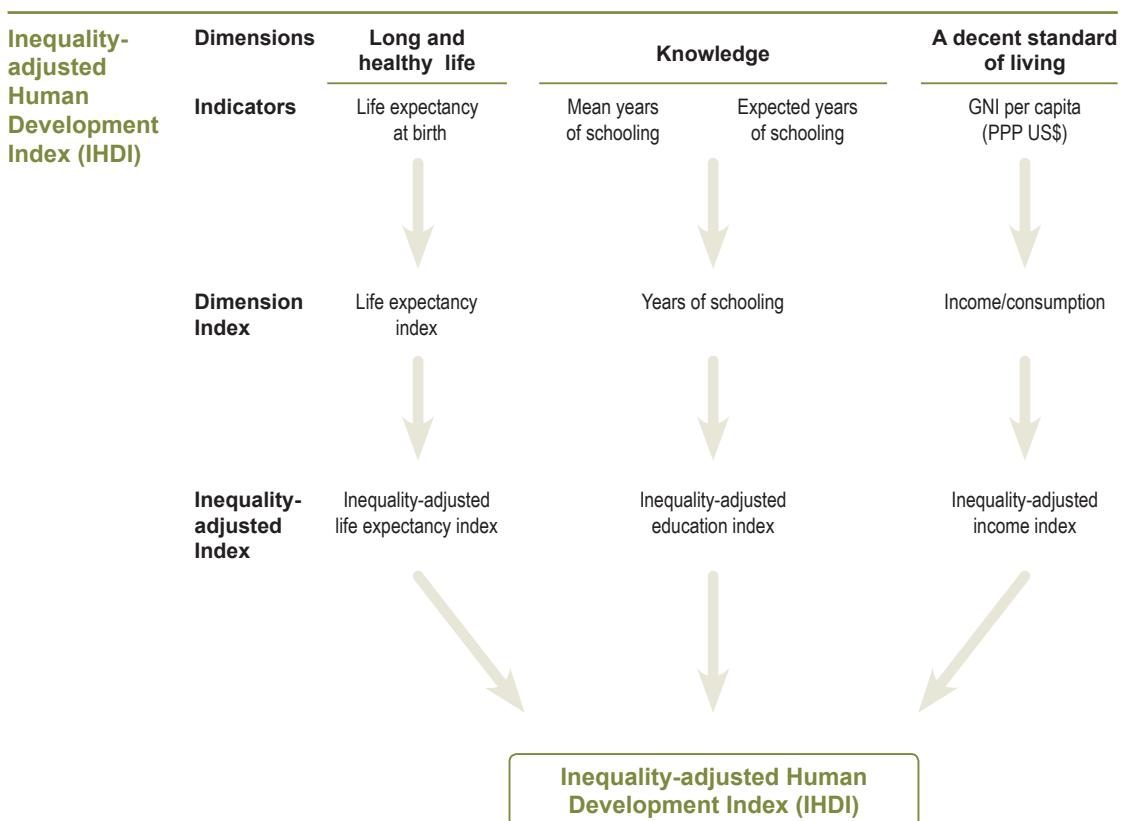 Inequality-
adjusted
Human
Development
Index (IHDI)
Dimensions
Long and
healthy life
Knowledge
A decent standard
of living
Indicators
Life expectancy
at birth
Mean years
of schooling
Expected years
of schooling
GNI per capita
(PPP US$)
Dimension
Index
Life expectancy
index
Years of schooling
Income/consumption
Inequality-
adjusted
Index
Inequality-adjusted
life expectancy index
Inequality-adjusted
education index
Inequality-adjusted
income index
Inequality-adjusted Human
Development Index (IHDI)